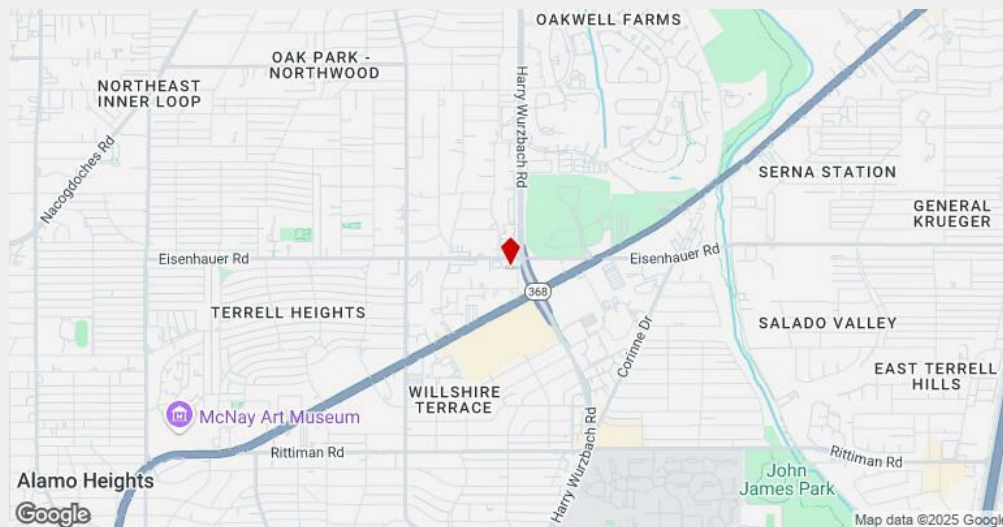 OAKWELL FARMS
OAK PARK -
NORTHWOOD
NORTHEAST
INNER LOOP
Harry Wurzbach Rd
Nacogdoches Rd
SERNA STATION
GENERAL
KRUEGER
Eisenhauer Rd
Eisenhauer Rd
368
TERRELL HEIGHTS
SALADO VALLEY
Corinne Dr
EAST TERRELL
HILLS
WILLSHIRE
TERRACE
McNay Art Museum
Harry Wurzbach Rd
Rittiman Rd
Rittiman Rd
Alamo Heights
John
James Park
Google
Map data ©2025 Google